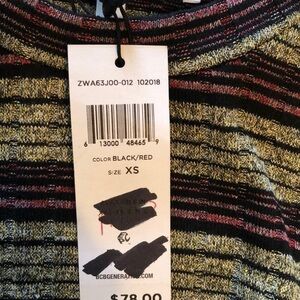 ZWA63J00-012 102018
6 13000 48465 9
COLOR BLACK/RED
SIZE XS
BCBGENERATION.COM
$78.00